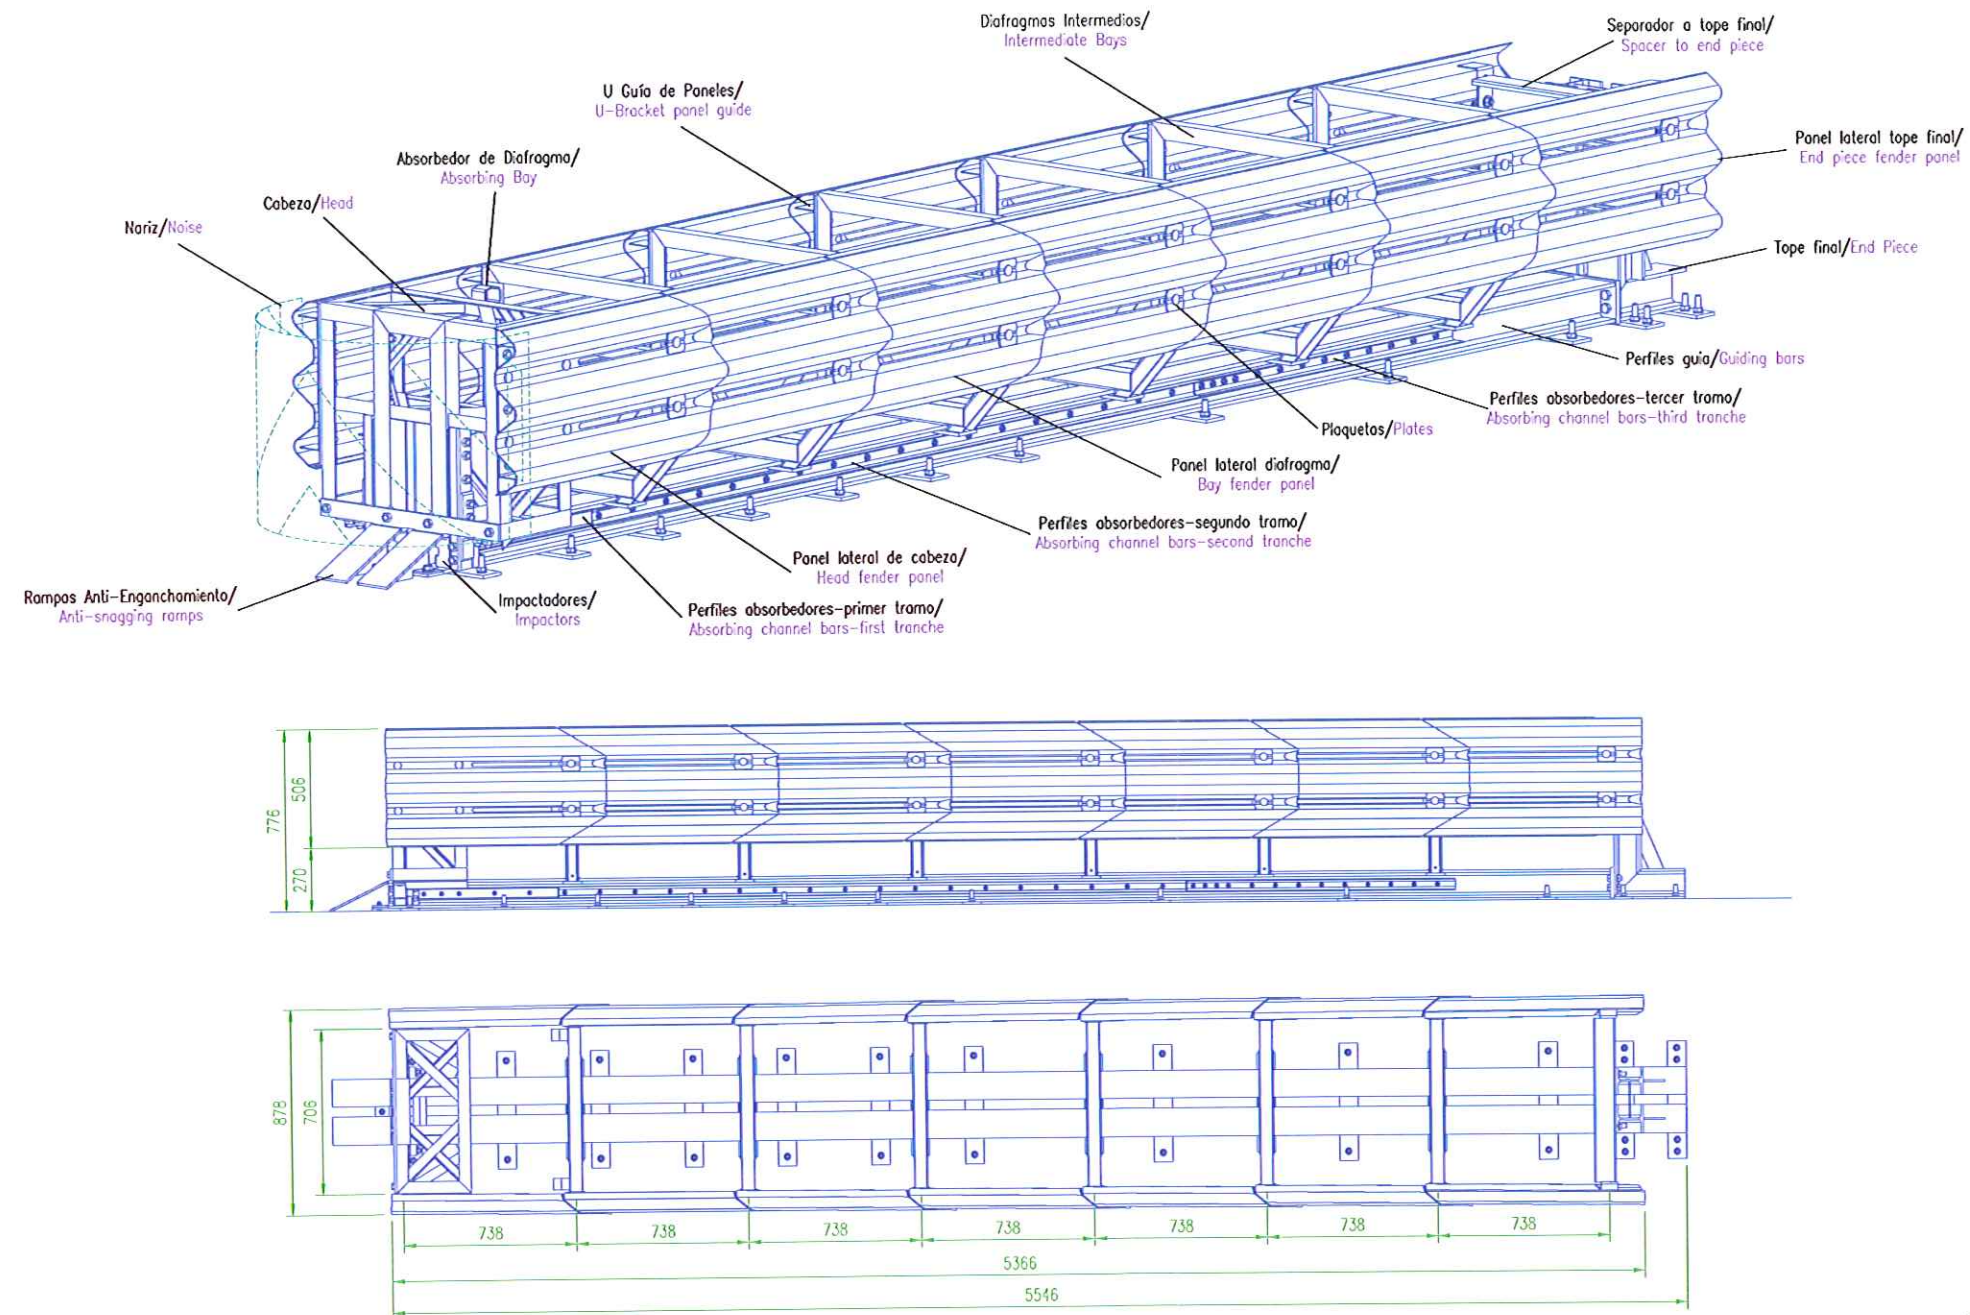 Diafragmas Intermedios/
Intermediate Bays
Separador a tope final/
Spacer to end piece
U Guía de Paneles/
U-Bracket panel guide
Panel lateral tope final/
End piece fender panel
Absorbedor de Diafragma/
Absorbing Bay
Cabeza/Head
Nariz/Noise
Tope final/End Piece
Perfiles guia/Guiding bars
Perfiles absorbedores-tercer tramo/
Absorbing channel bars-third tranche
Plaquetas/Plates
Panel lateral diafragma/
Bay fender panel
Perfiles absorbedores-segundo tramo/
Absorbing channel bars-second tranche
Panel lateral de cabeza/
Head fender panel
Rampas Anti-Enganchamiento/
Anti-snagging ramps
Impactadores/
Impactors
Perfiles absorbedores-primer tramo/
Absorbing channel bars-first tranche
776
506
270
878
706
738 738 738 738 738 738 738
5366
5546